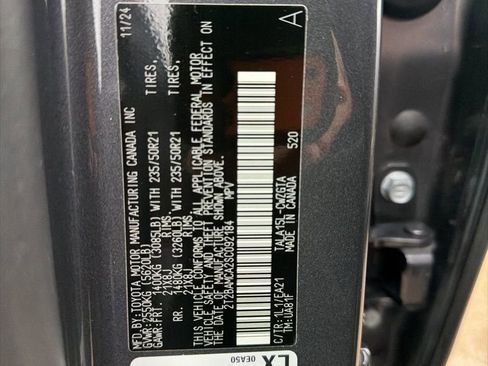 MFD. BY: TOYOTA MOTOR MANUFACTURING CANADA INC 11/24
GVWR: 2550KG (5620LB)
GAWR: FRT. 1400KG (3085LB) WITH 235/50R21 TIRES,
21X8J RIMS,
RR. 1480KG (3260LB) WITH 235/50R21 TIRES,
21X8J RIMS,
THIS VEHICLE CONFORMS TO ALL APPLICABLE FEDERAL MOTOR
VEHICLE SAFETY AND THEFT PREVENTION STANDARDS IN EFFECT ON
THE DATE OF MANUFACTURE SHOWN ABOVE.
2T2BAMCA3SC092184 MPV
A
C/TR: 1L1/EA21 TALA15L-CWZGTA 520
TM: UA81F MADE IN CANADA
LX
0EA50